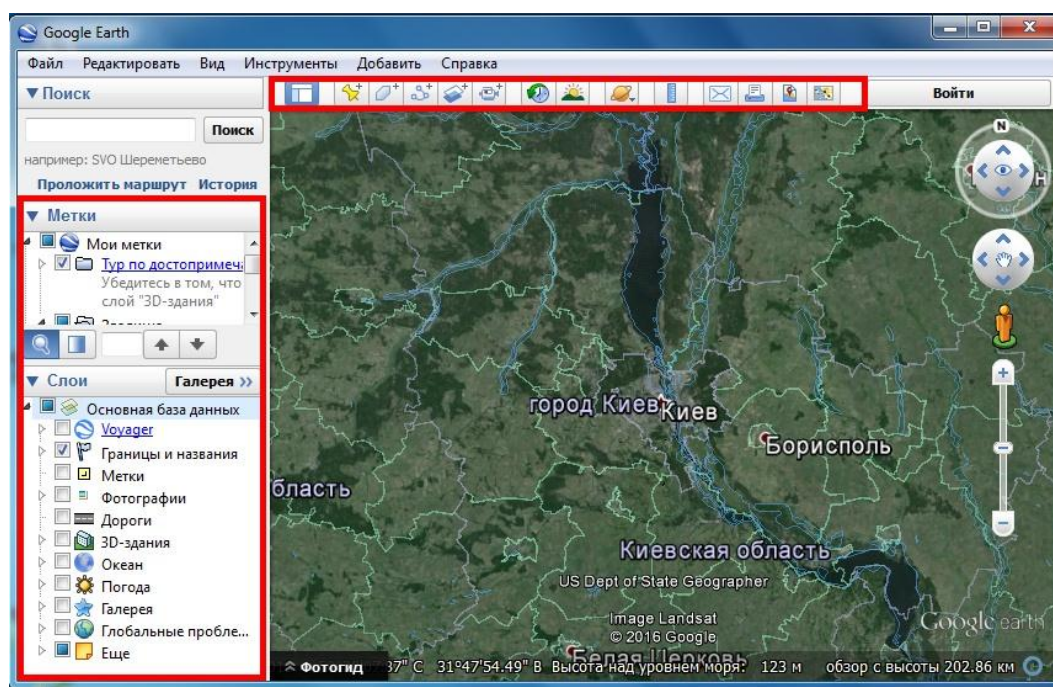 Google Earth
Файл Редактировать Вид Инструменты Добавить Справка
Поиск
Войти
Поиск
например: SVO Шереметьево
Проложить маршрут История
Метки
Мои метки
Тур по достопримеч
Убедитесь в том, что
слой "3D-здания"
Слои
Галерея >>
Основная база данных
Voyager
Границы и названия
Метки
Фотографии
Дороги
3D-здания
Океан
Погода
Галерея
Глобальные пробле...
Еще
N
город Киев
Киев
Борисполь
бласть
Киевская область
US Dept of State Geographer
Image Landsat
© 2016 Google
Google earth
Белая Церковь
Фотогид 37" С 31°47'54.49" В Высота над уровнем моря: 123 м обзор с высоты 202.86 км